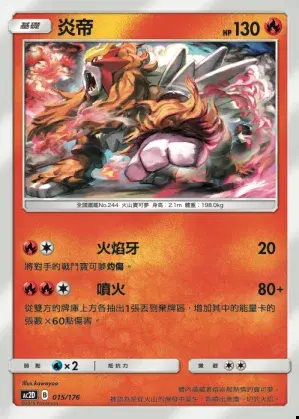 基礎 炎帝 HP 130
全國圖鑑No.244 火山寶可夢 身高:2.1m 體重:198.0kg
火焰牙 20
將對手的戰鬥寶可夢灼傷。
噴火 80+
從雙方的牌庫上方各抽出1張丟到棄牌區,增加其中的能量卡的
張數×60點傷害。
弱點 ×2 抵抗力 撤退
Illus. kawayoo
AC2D B 015/176